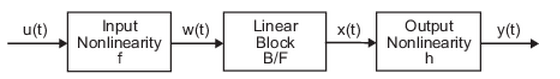 u(t)
Input
Nonlinearity
f
w(t)
Linear
Block
B/F
x(t)
Output
Nonlinearity
h
y(t)